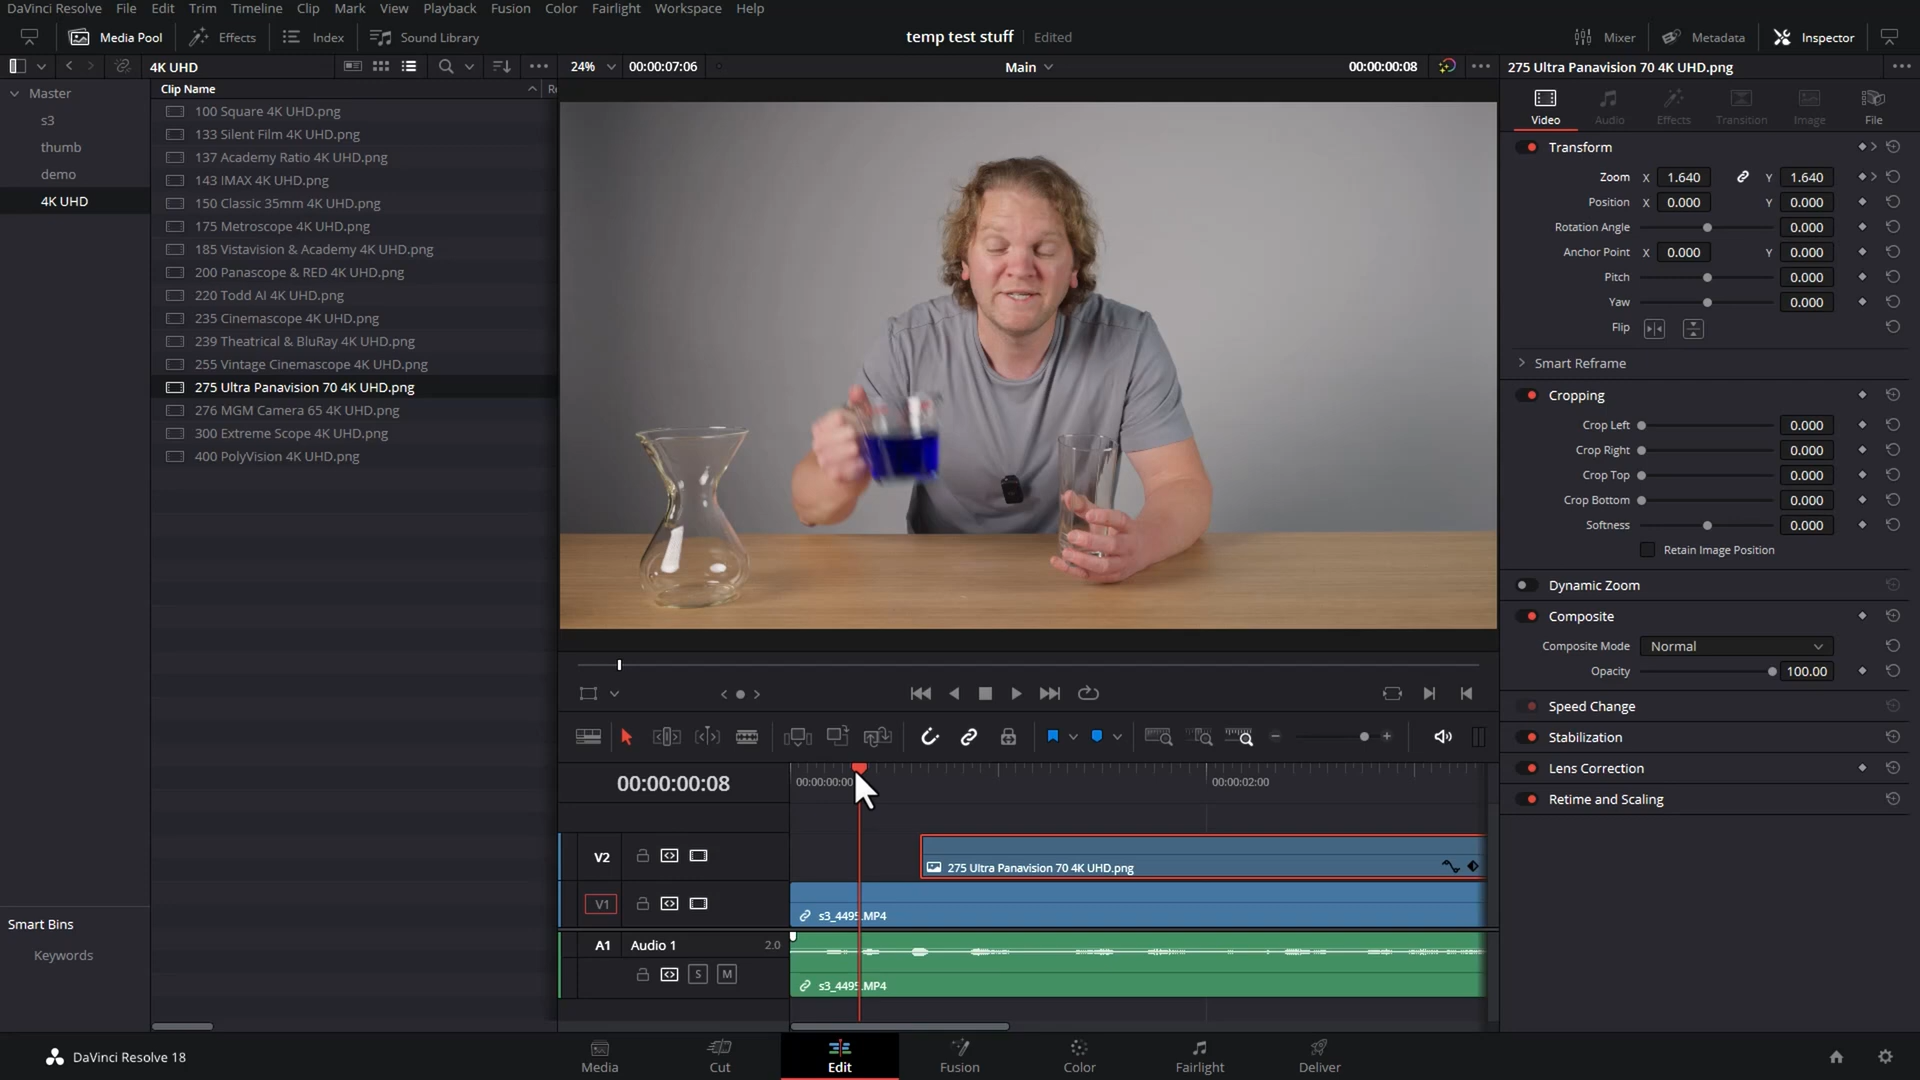 DaVinci Resolve File Edit Trim Timeline Clip Mark View Playback Fusion Color Fairlight Workspace Help
Media Pool Effects Index Sound Library temp test stuff Edited Mixer Metadata Inspector
4K UHD 24% 00:00:07:06 Main 00:00:00:08 275 Ultra Panavision 70 4K UHD.png
Master
s3
thumb
demo
4K UHD
Clip Name
100 Square 4K UHD.png
133 Silent Film 4K UHD.png
137 Academy Ratio 4K UHD.png
143 IMAX 4K UHD.png
150 Classic 35mm 4K UHD.png
175 Metroscope 4K UHD.png
185 Vistavision & Academy 4K UHD.png
200 Panascope & RED 4K UHD.png
220 Todd AI 4K UHD.png
235 Cinemascope 4K UHD.png
239 Theatrical & BluRay 4K UHD.png
255 Vintage Cinemascope 4K UHD.png
275 Ultra Panavision 70 4K UHD.png
276 MGM Camera 65 4K UHD.png
300 Extreme Scope 4K UHD.png
400 PolyVision 4K UHD.png
Smart Bins
Keywords
Video Audio Effects Transition Image File
Transform
Zoom X 1.640 Y 1.640
Position X 0.000 Y 0.000
Rotation Angle 0.000
Anchor Point X 0.000 Y 0.000
Pitch 0.000
Yaw 0.000
Flip
Smart Reframe
Cropping
Crop Left 0.000
Crop Right 0.000
Crop Top 0.000
Crop Bottom 0.000
Softness 0.000
Retain Image Position
Dynamic Zoom
Composite
Composite Mode Normal
Opacity 100.00
Speed Change
Stabilization
Lens Correction
Retime and Scaling
00:00:00:08 00:00:00:00 00:00:02:00
V2 275 Ultra Panavision 70 4K UHD.png
V1 s3_4495.MP4
A1 Audio 1 2.0
S M s3_4495.MP4
DaVinci Resolve 18 Media Cut Edit Fusion Color Fairlight Deliver